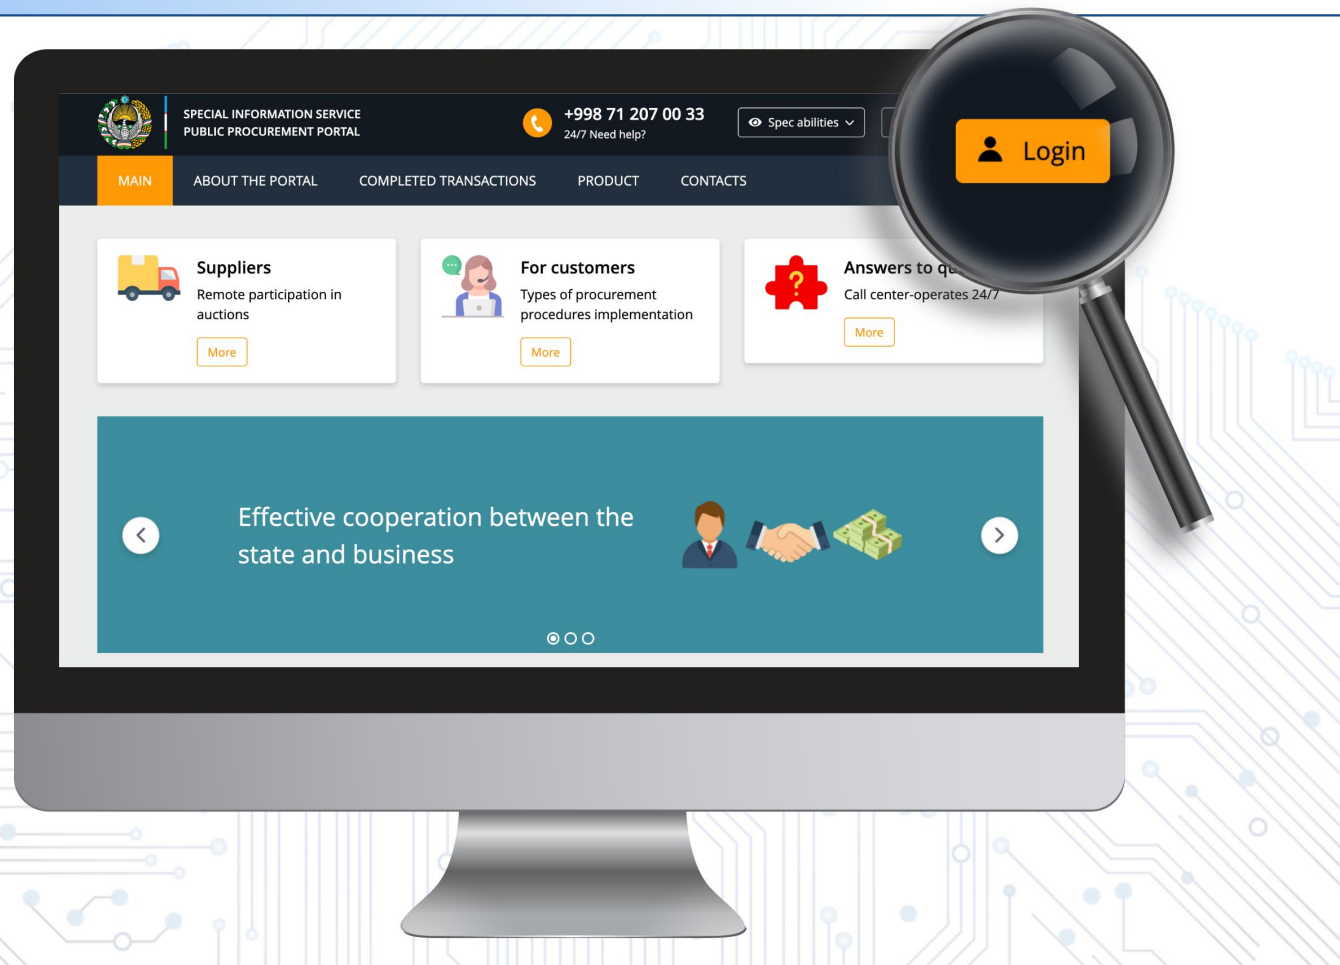 SPECIAL INFORMATION SERVICE
PUBLIC PROCUREMENT PORTAL
+998 71 207 00 33
24/7 Need help?
Spec abilities
Login
MAIN
ABOUT THE PORTAL
COMPLETED TRANSACTIONS
PRODUCT
CONTACTS
Suppliers
Remote participation in
auctions
More
For customers
Types of procurement
procedures implementation
More
Answers to
Call center-operates 24/7
More
Effective cooperation between the
state and business